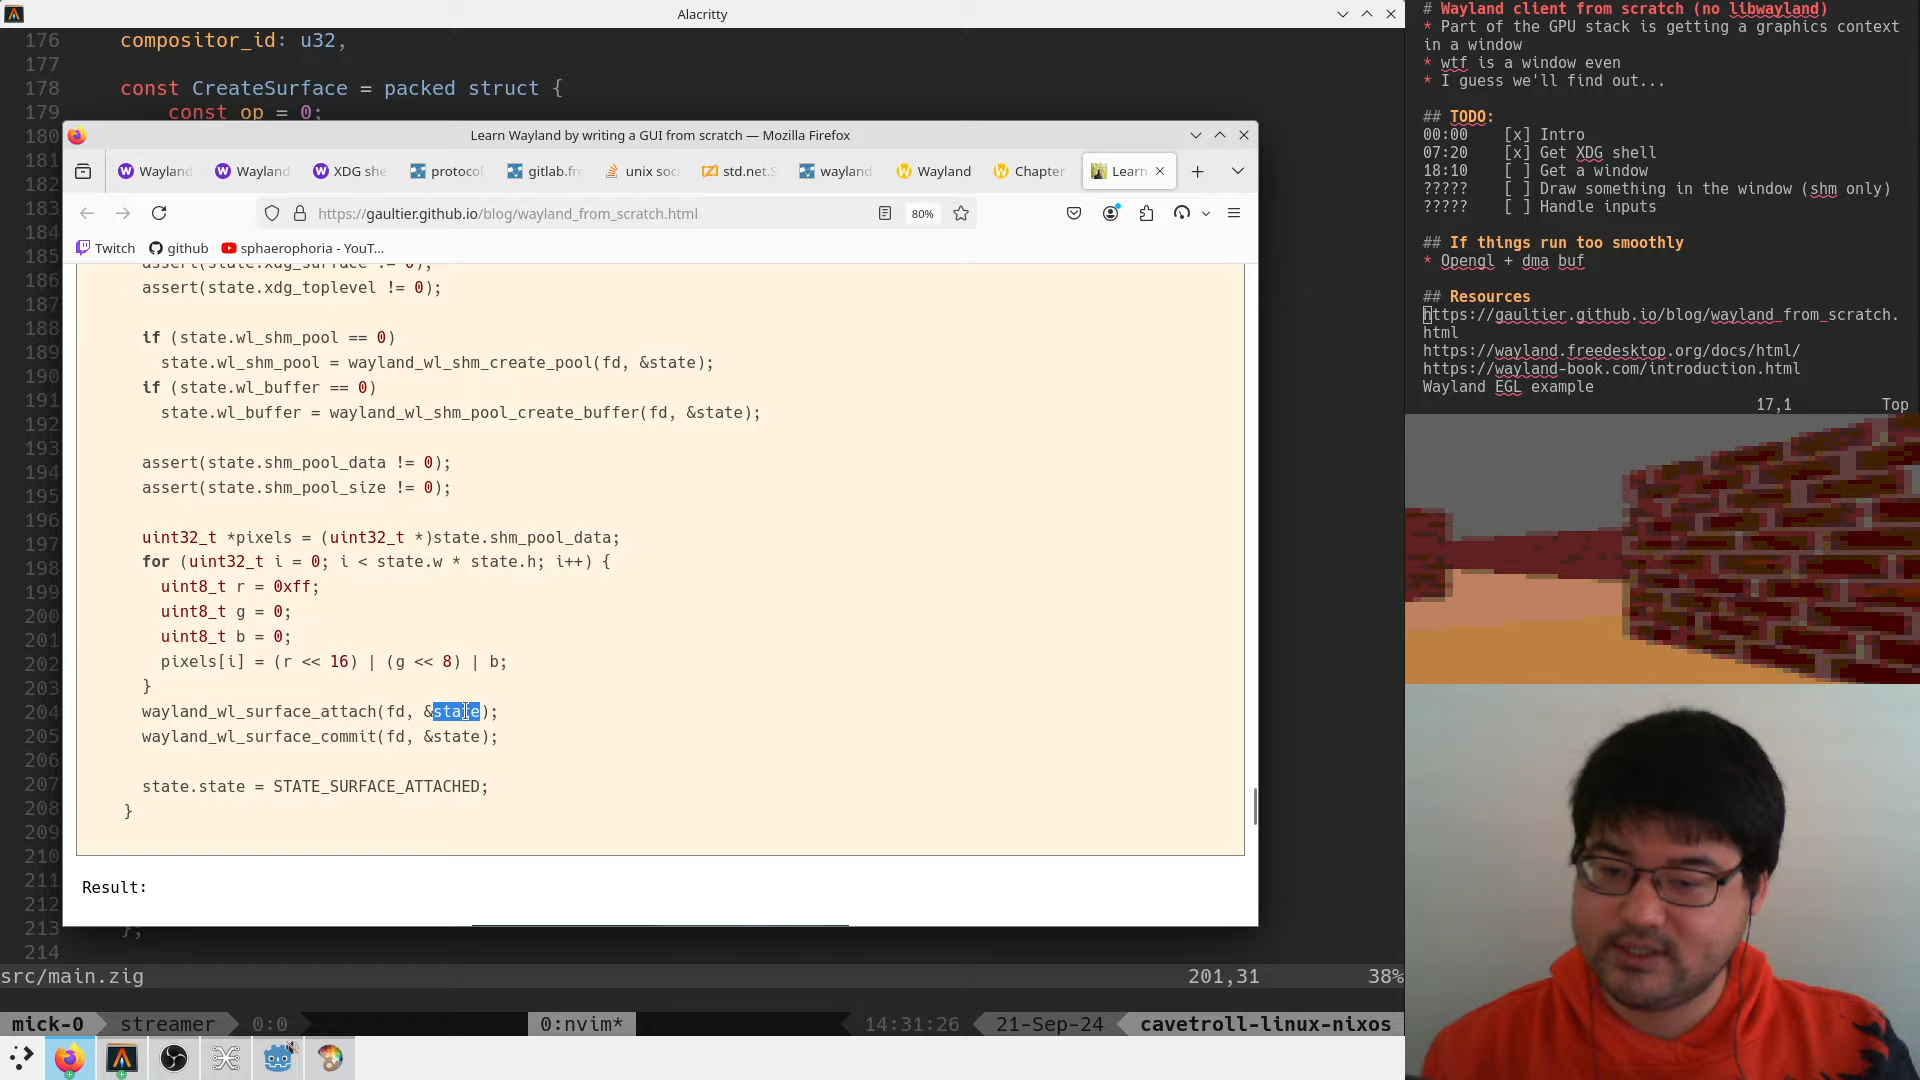 Alacritty
176 compositor_id: u32,
177
178 const CreateSurface = packed struct {
179 const op = 0;
180
181
182
183
184
185
186
187
188
189
190
191
192
193
194
195
196
197
198
199
200
201
202
203
204
205
206
207
208
209
210
211
212
213 };
214
src/main.zig 201,31 38%
mick-0 streamer 0:0 0:nvim* 14:31:26 21-Sep-24 cavetroll-linux-nixos
Learn Wayland by writing a GUI from scratch — Mozilla Firefox
Wayland Wayland XDG she protocol gitlab.fre unix soc std.net.S wayland Wayland Chapter Learn
https://gaultier.github.io/blog/wayland_from_scratch.html 80%
Twitch github sphaerophoria - YouT...
assert(state.xdg_surface != 0);
assert(state.xdg_toplevel != 0);
if (state.wl_shm_pool == 0)
state.wl_shm_pool = wayland_wl_shm_create_pool(fd, &state);
if (state.wl_buffer == 0)
state.wl_buffer = wayland_wl_shm_pool_create_buffer(fd, &state);
assert(state.shm_pool_data != 0);
assert(state.shm_pool_size != 0);
uint32_t *pixels = (uint32_t *)state.shm_pool_data;
for (uint32_t i = 0; i < state.w * state.h; i++) {
uint8_t r = 0xff;
uint8_t g = 0;
uint8_t b = 0;
pixels[i] = (r << 16) | (g << 8) | b;
}
wayland_wl_surface_attach(fd, &state);
wayland_wl_surface_commit(fd, &state);
state.state = STATE_SURFACE_ATTACHED;
}
Result:
# Wayland client from scratch (no libwayland)
* Part of the GPU stack is getting a graphics context
in a window
* wtf is a window even
* I guess we'll find out...
## TODO:
00:00 [x] Intro
07:20 [x] Get XDG shell
18:10 [ ] Get a window
????? [ ] Draw something in the window (shm only)
????? [ ] Handle inputs
## If things run too smoothly
* Opengl + dma buf
## Resources
https://gaultier.github.io/blog/wayland_from_scratch.
html
https://wayland.freedesktop.org/docs/html/
https://wayland-book.com/introduction.html
Wayland EGL example
17,1 Top